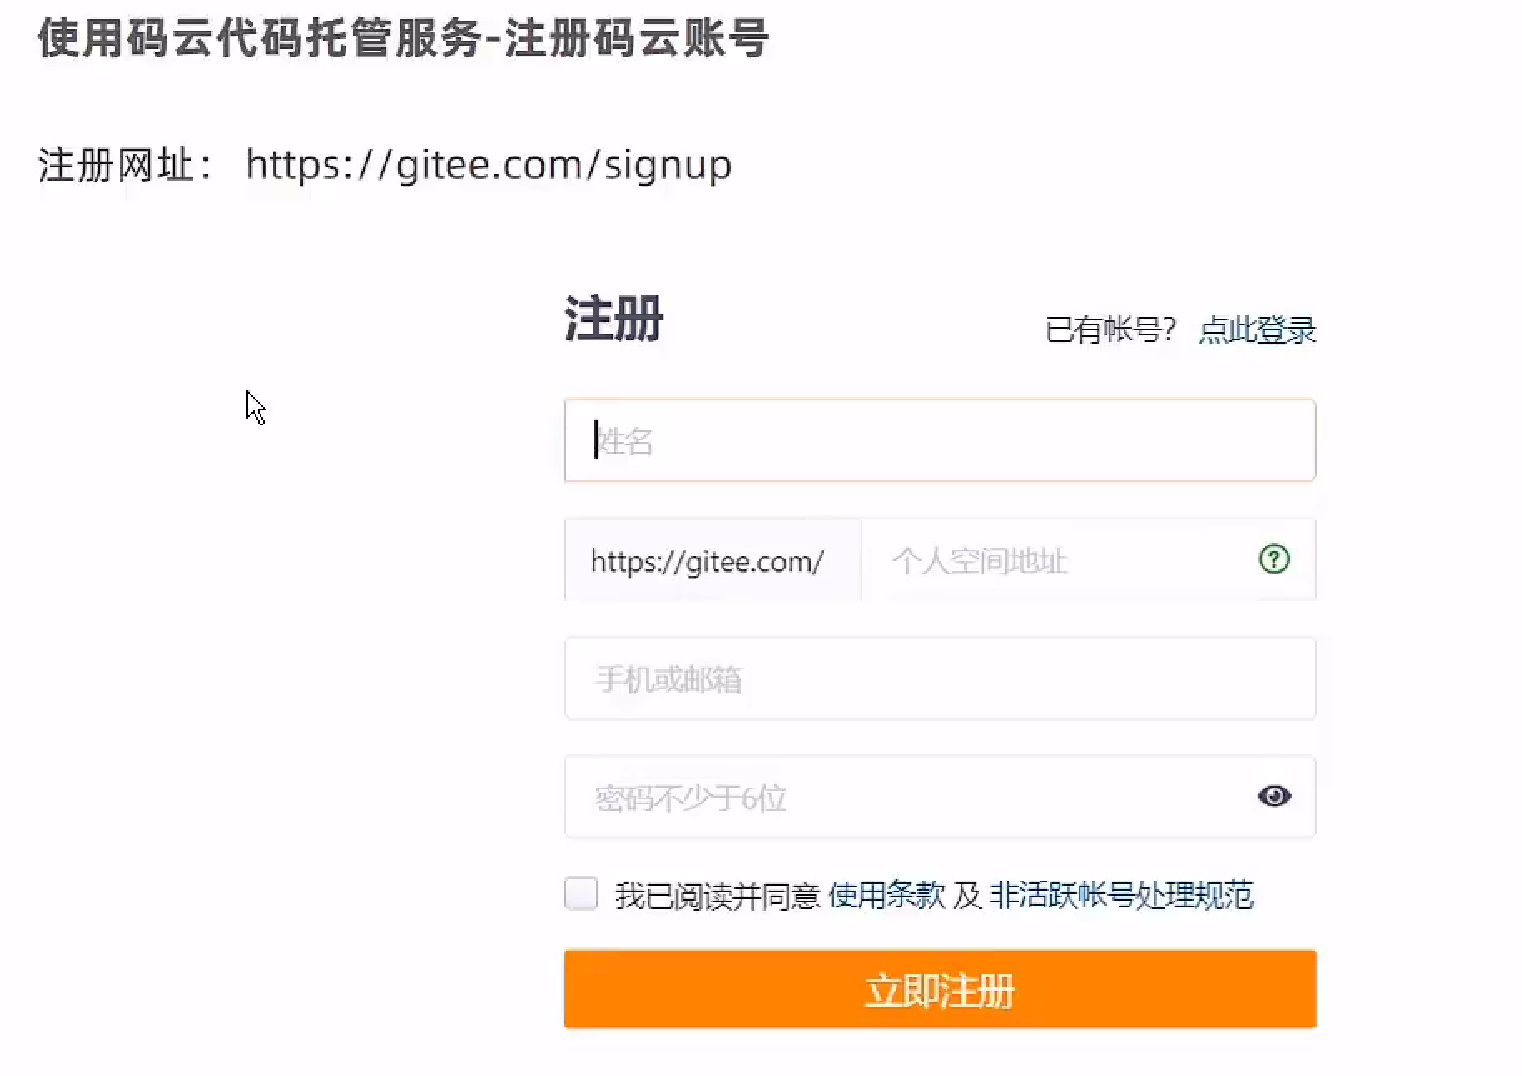 使用码云代码托管服务-注册码云账号
注册网址： https://gitee.com/signup
注册
已有帐号？ 点此登录
姓名
https://gitee.com/ 个人空间地址
手机或邮箱
密码不少于6位
我已阅读并同意 使用条款 及 非活跃帐号处理规范
立即注册